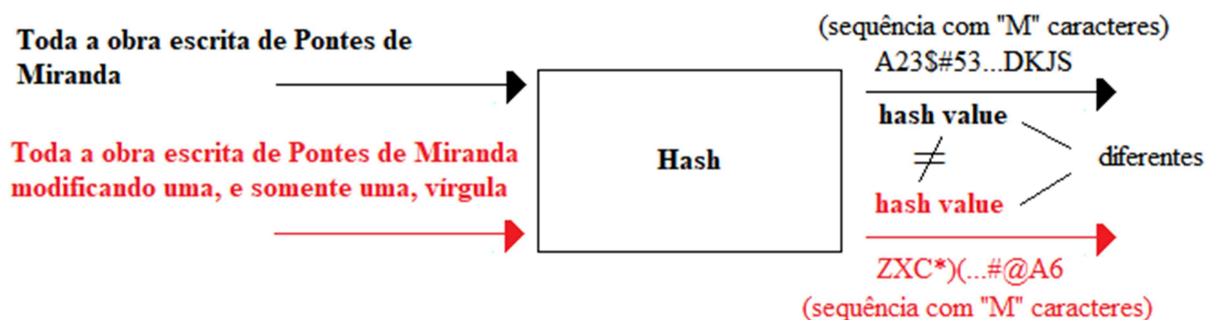 Toda a obra escrita de Pontes de
Miranda
Toda a obra escrita de Pontes de Miranda
modificando uma, e somente uma, vírgula
Hash
(sequência com "M" caracteres)
A23$#53...DKJS
hash value
≠
diferentes
hash value
ZXC*)(...#@A6
(sequência com "M" caracteres)